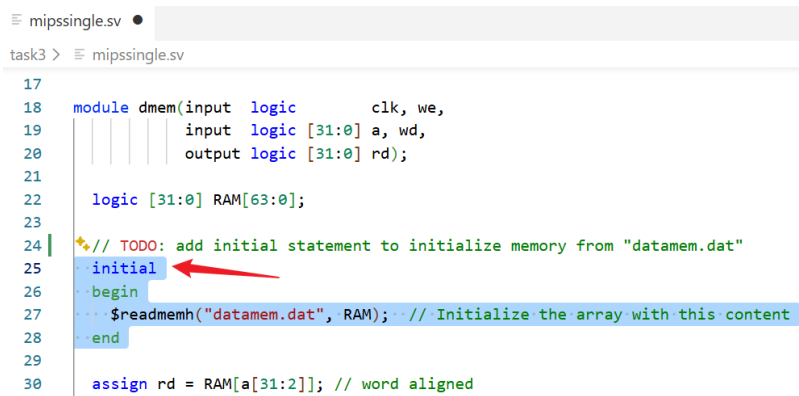 mipssingle.sv
task3 > mipssingle.sv
17
18 module dmem(input  logic        clk, we,
19             input  logic [31:0] a, wd,
20             output logic [31:0] rd);
21
22   logic [31:0] RAM[63:0];
23
24   // TODO: add initial statement to initialize memory from "datamem.dat"
25   initial
26   begin
27     $readmemh("datamem.dat", RAM);  // Initialize the array with this content
28   end
29
30   assign rd = RAM[a[31:2]]; // word aligned